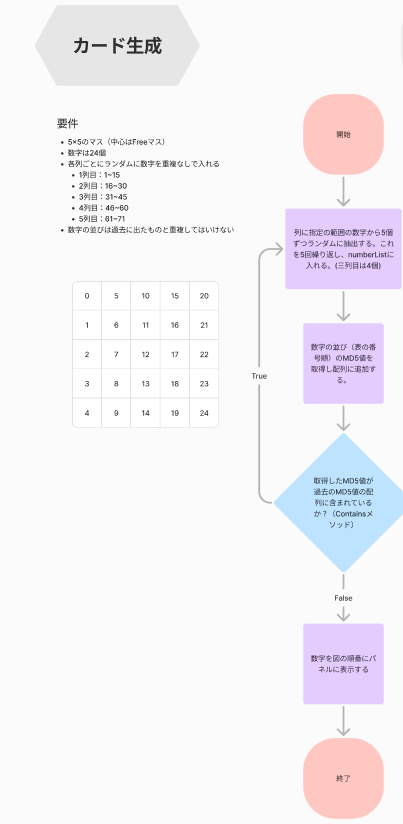 カード生成
要件
5×5のマス（中心はFreeマス）
数字は24個
各列ごとにランダムに数字を重複なしで入れる
1列目：1~15
2列目：16~30
3列目：31~45
4列目：46~60
5列目：61~71
数字の並びは過去に出たものと重複してはいけない
0 5 10 15 20
1 6 11 16 21
2 7 12 17 22
3 8 13 18 23
4 9 14 19 24
開始
列に指定の範囲の数字から5個
ずつランダムに抽出する。これ
を5回繰り返し、numberListに
入れる。(三列目は4個)
数字の並び（表の番
号順）のMD5値を
取得し配列に追加す
る。
True
取得したMD5値が
過去のMD5値の配
列に含まれている
か？（Containsメ
ソッド）
False
数字を図の順番にパ
ネルに表示する
終了